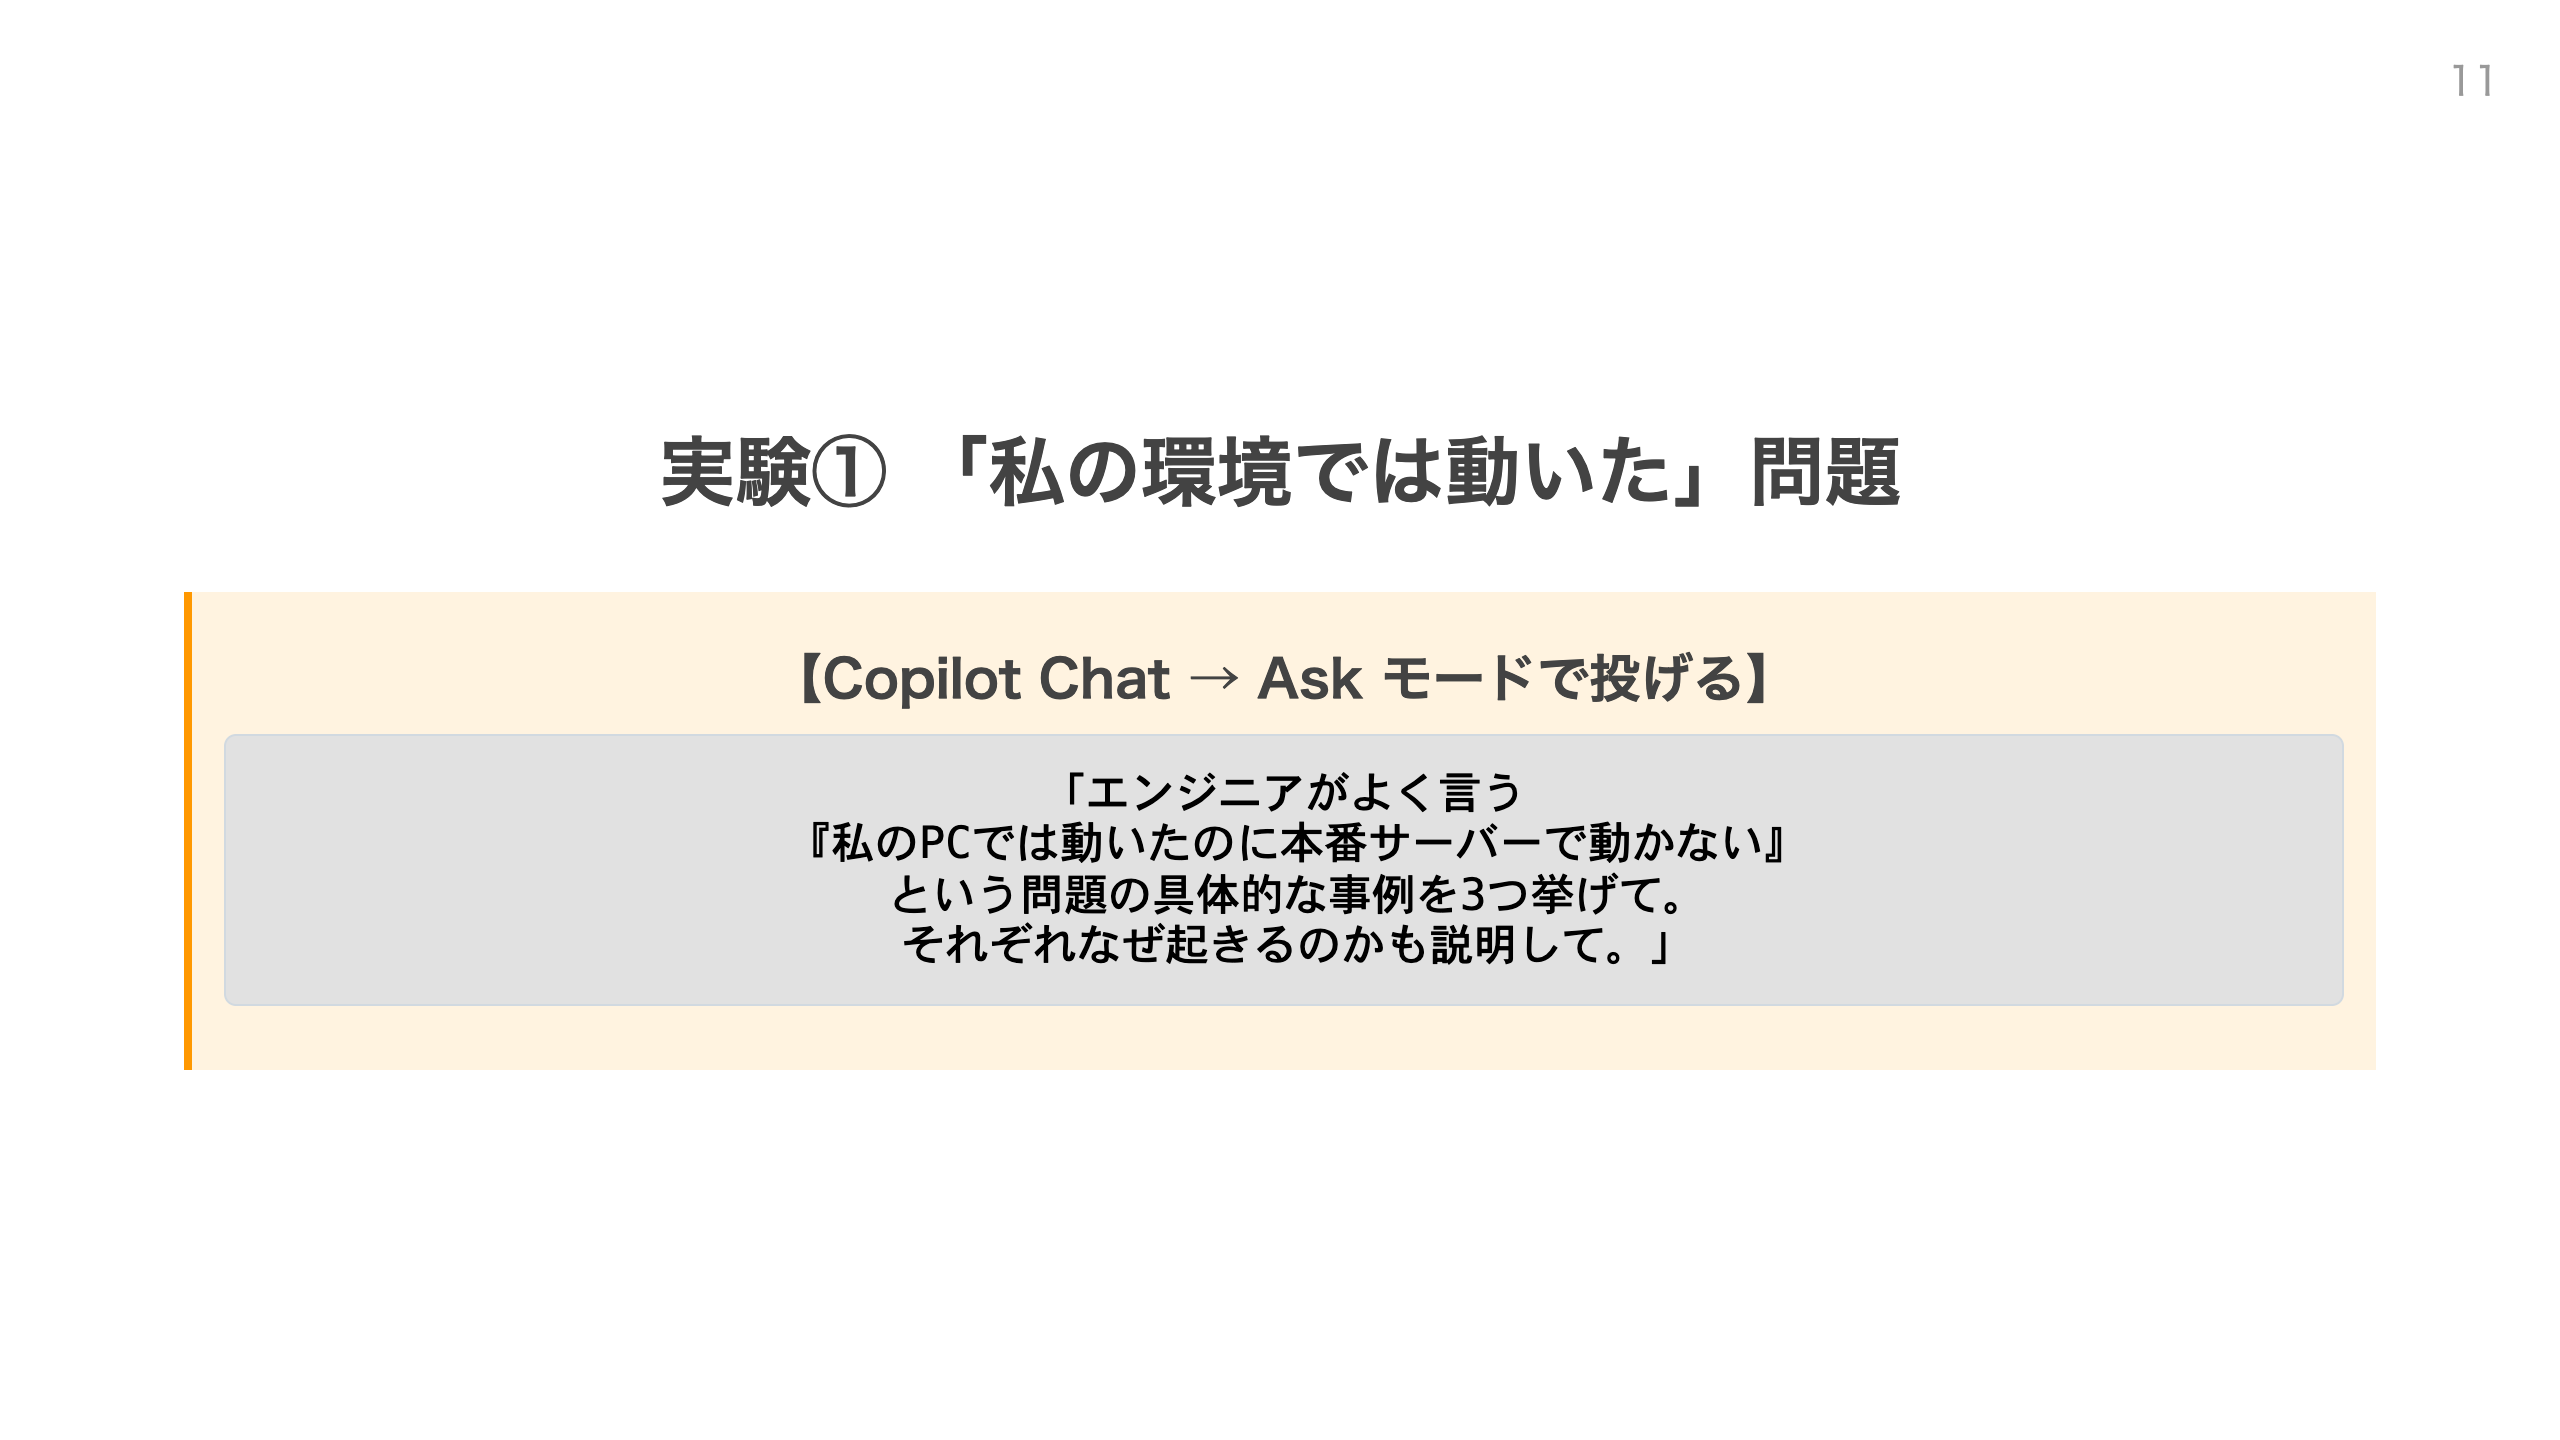 11
実験① 「私の環境では動いた」問題
【Copilot Chat → Ask モードで投げる】
「エンジニアがよく言う
『私のPCでは動いたのに本番サーバーで動かない』
という問題の具体的な事例を3つ挙げて。
それぞれなぜ起きるのかも説明して。」